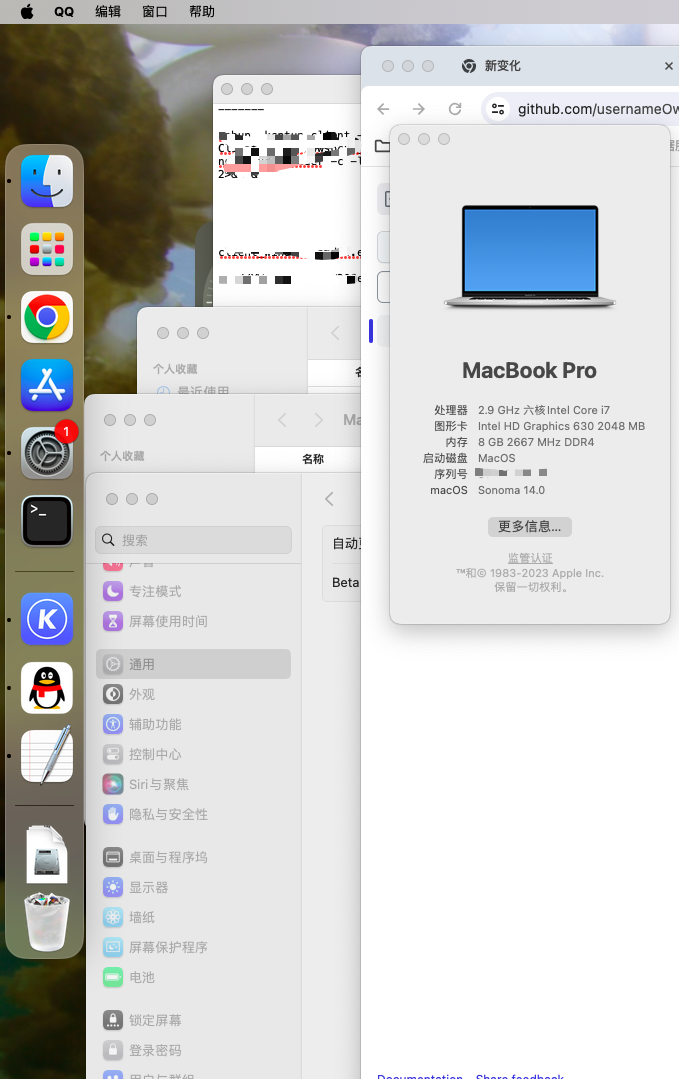 QQ 编辑 窗口 帮助
新变化
github.com/usernameOw
-c
2
个人收藏
最近使用
个人收藏
Ma
名称
搜索
自动更
Beta
声音
专注模式
屏幕使用时间
通用
外观
辅助功能
控制中心
Siri与聚焦
隐私与安全性
桌面与程序坞
显示器
墙纸
屏幕保护程序
电池
锁定屏幕
登录密码
用户与群组
1
>_
K
MacBook Pro
处理器 2.9 GHz 六核Intel Core i7
图形卡 Intel HD Graphics 630 2048 MB
内存 8 GB 2667 MHz DDR4
启动磁盘 MacOS
序列号
macOS Sonoma 14.0
更多信息...
监管认证
™和© 1983-2023 Apple Inc.
保留一切权利。
Documentation Share feedback